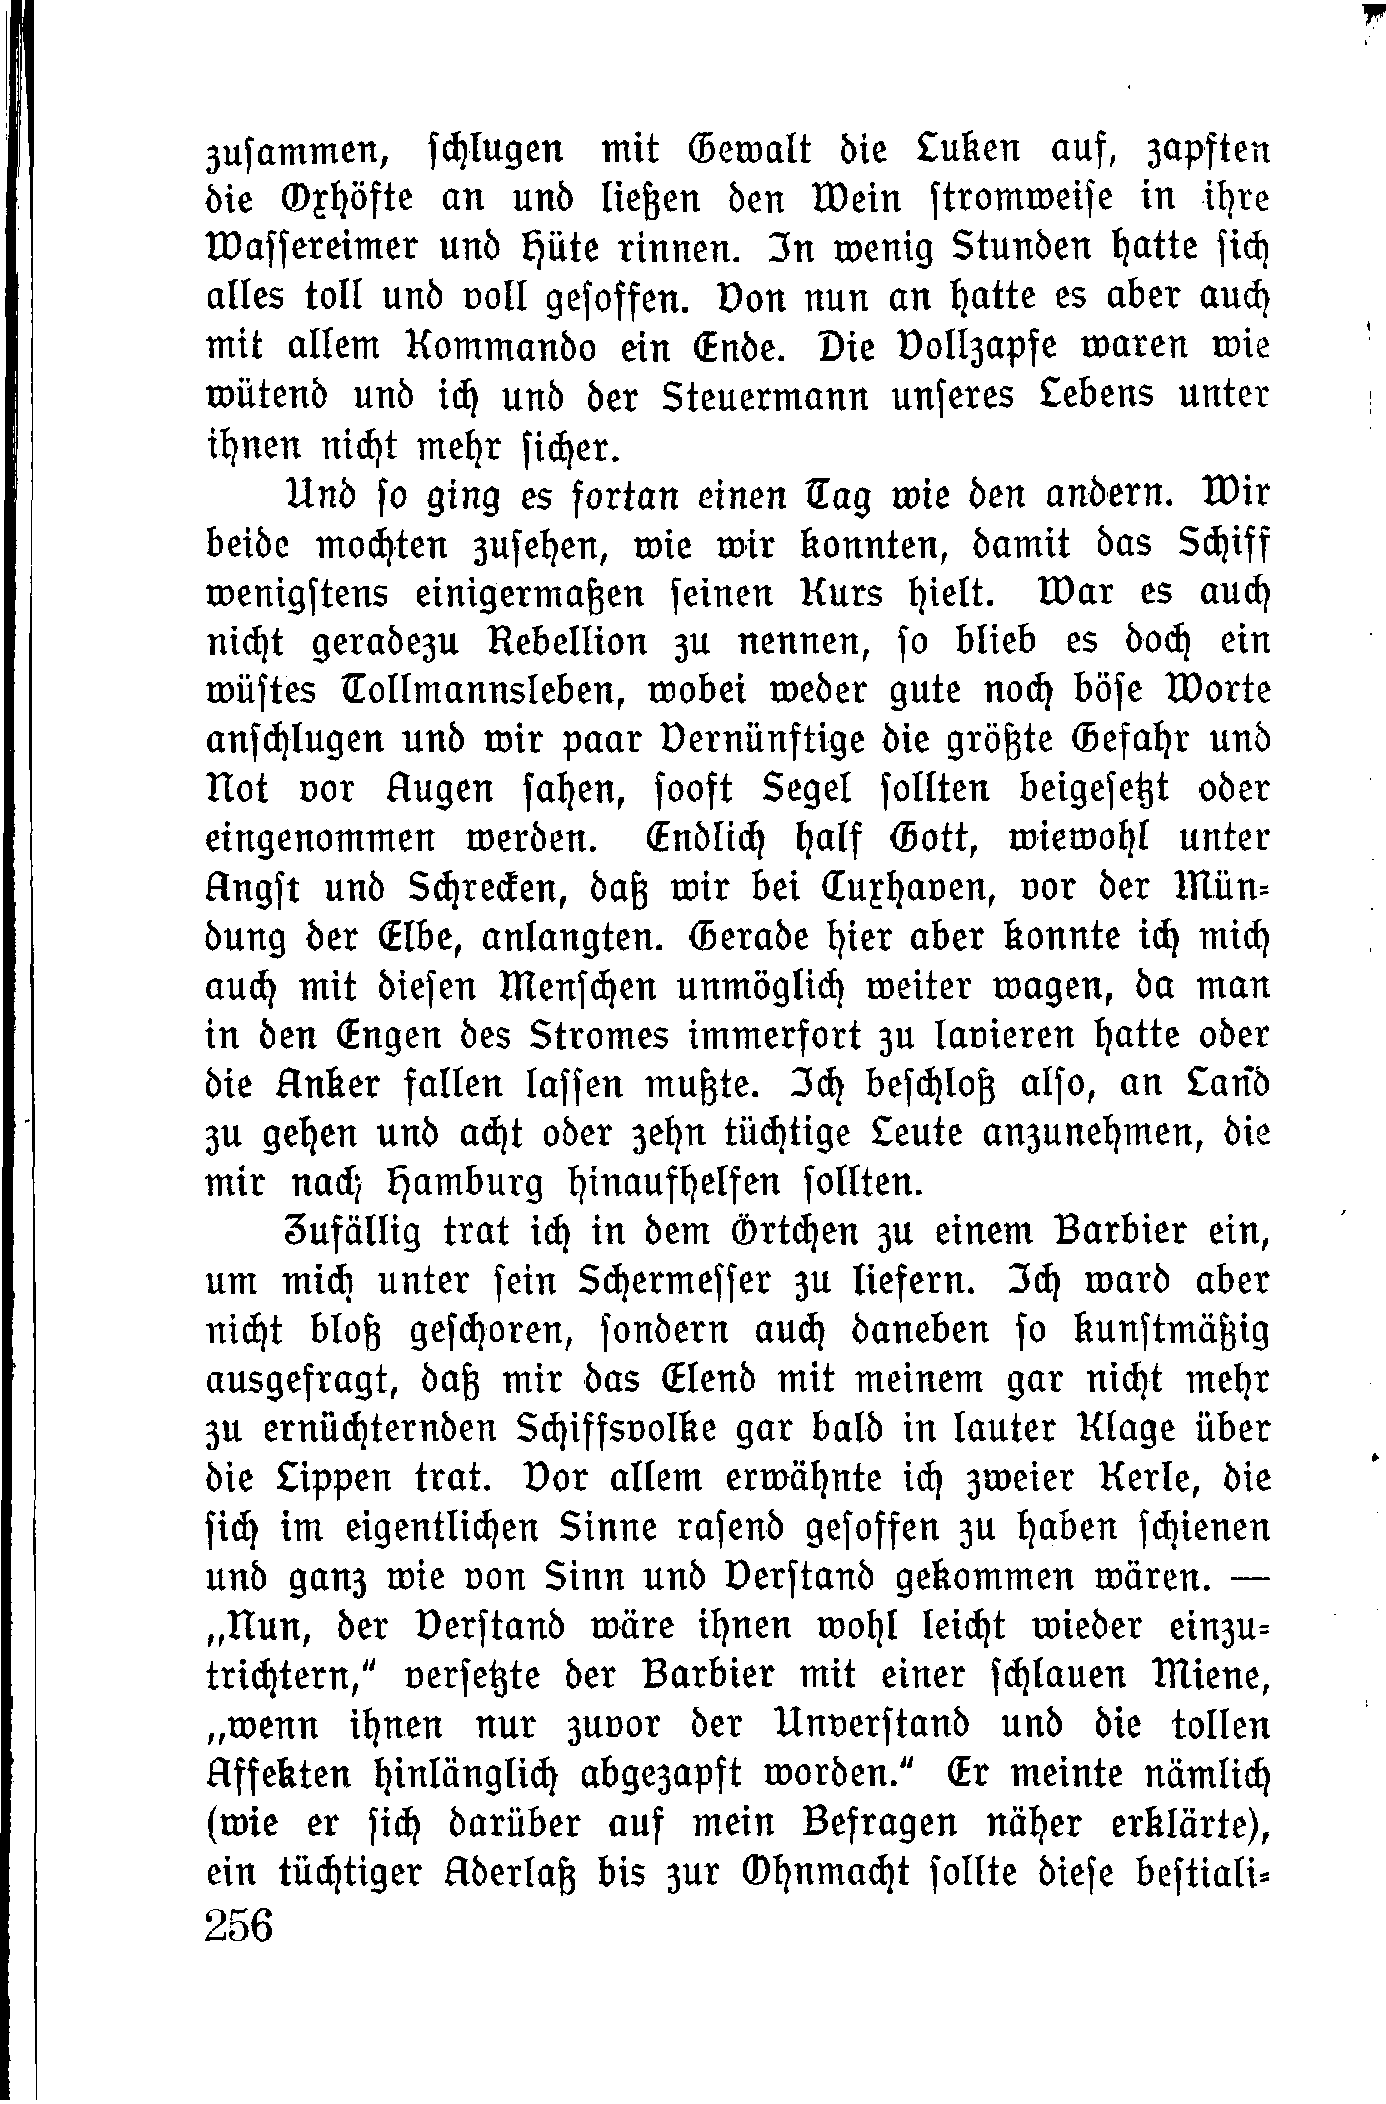 zusammen, schlugen mit Gewalt die Luken auf, zapften
die Oxhöfte an und ließen den Wein stromweise in ihre
Wassereimer und Hüte rinnen. In wenig Stunden hatte sich
alles toll und voll gesoffen. Von nun an hatte es aber auch
mit allem Kommando ein Ende. Die Vollzapfe waren wie
wütend und ich und der Steuermann unseres Lebens unter
ihnen nicht mehr sicher.
Und so ging es fortan einen Tag wie den andern. Wir
beide mochten zusehen, wie wir konnten, damit das Schiff
wenigstens einigermaßen seinen Kurs hielt. War es auch
nicht geradezu Rebellion zu nennen, so blieb es doch ein
wüstes Tollmannsleben, wobei weder gute noch böse Worte
anschlugen und wir paar Vernünftige die größte Gefahr und
Not vor Augen sahen, sooft Segel sollten beigesetzt oder
eingenommen werden. Endlich half Gott, wiewohl unter
Angst und Schrecken, daß wir bei Cuxhaven, vor der Mün-
dung der Elbe, anlangten. Gerade hier aber konnte ich mich
auch mit diesen Menschen unmöglich weiter wagen, da man
in den Engen des Stromes immerfort zu lavieren hatte oder
die Anker fallen lassen mußte. Ich beschloß also, an Land
zu gehen und acht oder zehn tüchtige Leute anzunehmen, die
mir nach Hamburg hinaufhelfen sollten.
Zufällig trat ich in dem Örtchen zu einem Barbier ein,
um mich unter sein Schermesser zu liefern. Ich ward aber
nicht bloß geschoren, sondern auch daneben so kunstmäßig
ausgefragt, daß mir das Elend mit meinem gar nicht mehr
zu ernüchternden Schiffsvolke gar bald in lauter Klage über
die Lippen trat. Vor allem erwähnte ich zweier Kerle, die
sich im eigentlichen Sinne rasend gesoffen zu haben schienen
und ganz wie von Sinn und Verstand gekommen wären. —
„Nun, der Verstand wäre ihnen wohl leicht wieder einzu-
trichtern,“ versetzte der Barbier mit einer schlauen Miene,
„wenn ihnen nur zuvor der Unverstand und die tollen
Affekten hinlänglich abgezapft worden.“ Er meinte nämlich
(wie er sich darüber auf mein Befragen näher erklärte),
ein tüchtiger Aderlaß bis zur Ohnmacht sollte diese bestiali-
256